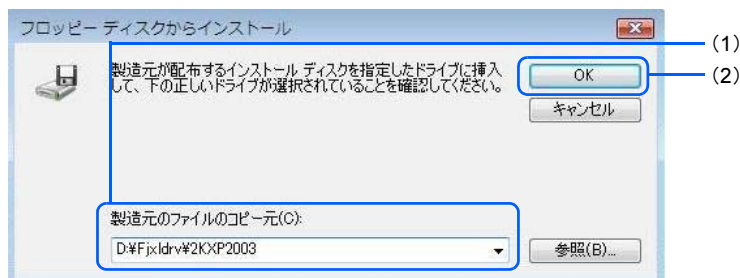 フロッピー ディスクからインストール
(1)
製造元が配布するインストール ディスクを指定したドライブに挿入
して、下の正しいドライブが選択されていることを確認してください。
OK
(2)
キャンセル
製造元のファイルのコピー元(C):
D:¥Fjxldrv¥2KXP2003
参照(B)...